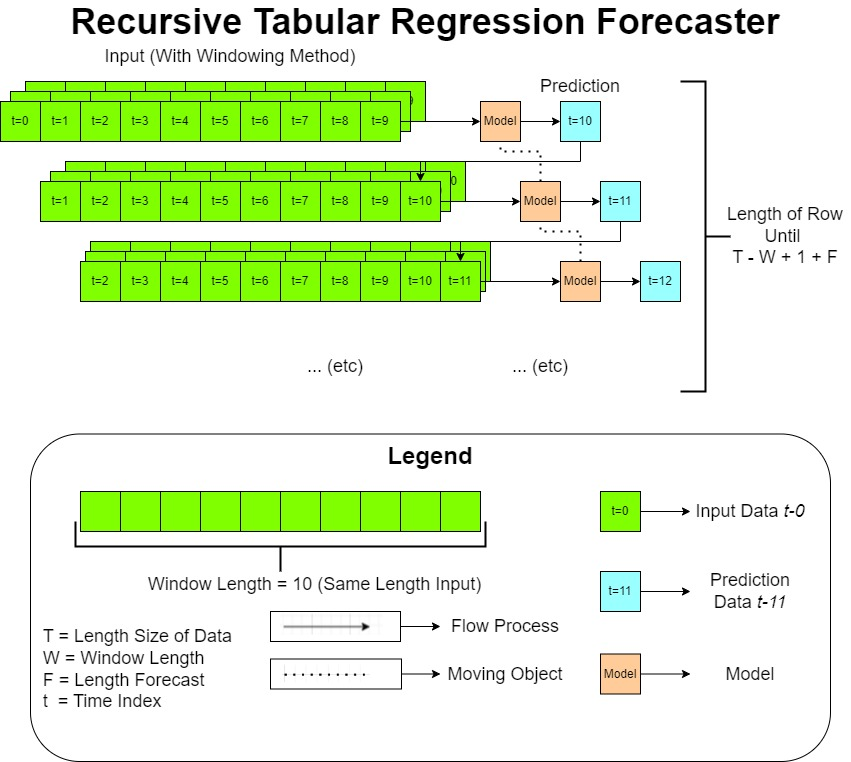 Recursive Tabular Regression Forecaster
Input (With Windowing Method)
Prediction
9
t=0 t=1 t=2 t=3 t=4 t=5 t=6 t=7 t=8 t=9 Model t=10
0
t=1 t=2 t=3 t=4 t=5 t=6 t=7 t=8 t=9 t=10 Model t=11
Length of Row
Until
T - W + 1 + F
t=2 t=3 t=4 t=5 t=6 t=7 t=8 t=9 t=10 t=11 Model t=12
... (etc) ... (etc)
Legend
t=0 Input Data t-0
Window Length = 10 (Same Length Input)
t=11 Prediction
Data t-11
Flow Process
T = Length Size of Data
W = Window Length
F = Length Forecast
t = Time Index
Moving Object
Model Model